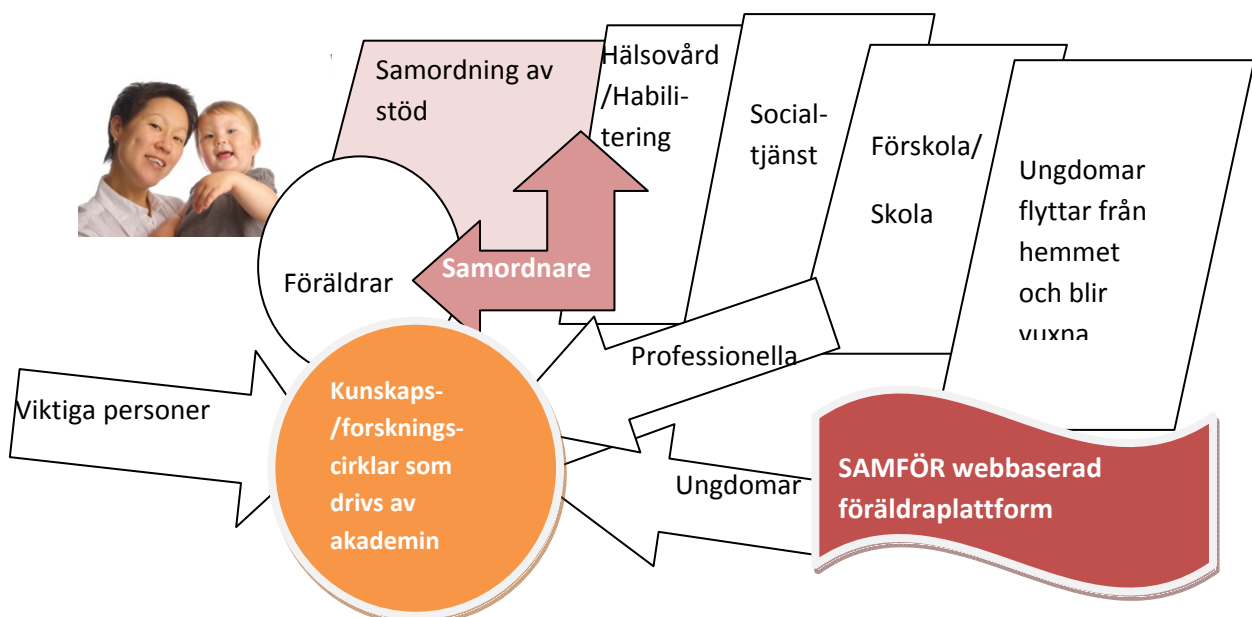 Samordning av
stöd
Hälsovård
/Habili-
tering
Social-
tjänst
Förskola/
Skola
Ungdomar
flyttar från
hemmet
och blir
vuxna
Föräldrar
Samordnare
Professionella
Viktiga personer
Kunskaps-
/forsknings-
cirklar som
drivs av
akademin
Ungdomar
SAMFÖR webbaserad
föräldraplattform